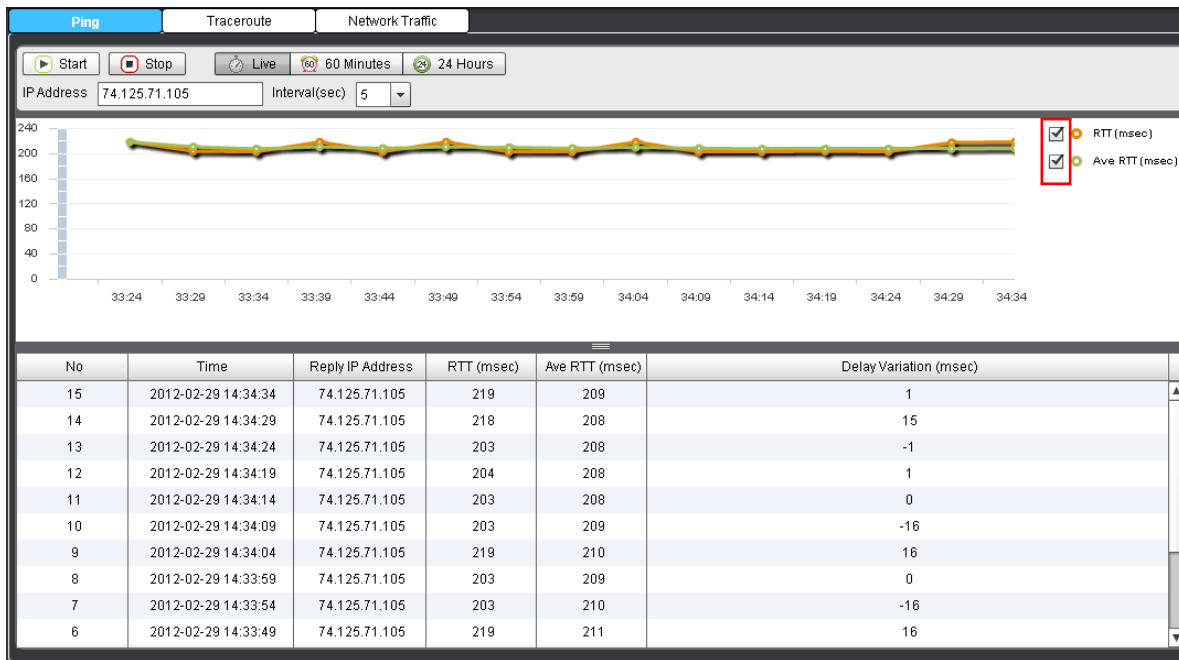 Ping Traceroute Network Traffic
Start Stop Live 60 60 Minutes 24 24 Hours
IP Address 74.125.71.105 Interval(sec) 5
240
200
160
120
80
40
0
33:24 33:29 33:34 33:39 33:44 33:49 33:54 33:59 34:04 34:09 34:14 34:19 34:24 34:29 34:34
RTT (msec)
Ave RTT (msec)
No Time Reply IP Address RTT (msec) Ave RTT (msec) Delay Variation (msec)
15 2012-02-29 14:34:34 74.125.71.105 219 209 1
14 2012-02-29 14:34:29 74.125.71.105 218 208 15
13 2012-02-29 14:34:24 74.125.71.105 203 208 -1
12 2012-02-29 14:34:19 74.125.71.105 204 208 1
11 2012-02-29 14:34:14 74.125.71.105 203 208 0
10 2012-02-29 14:34:09 74.125.71.105 203 209 -16
9 2012-02-29 14:34:04 74.125.71.105 219 210 16
8 2012-02-29 14:33:59 74.125.71.105 203 209 0
7 2012-02-29 14:33:54 74.125.71.105 203 210 -16
6 2012-02-29 14:33:49 74.125.71.105 219 211 16